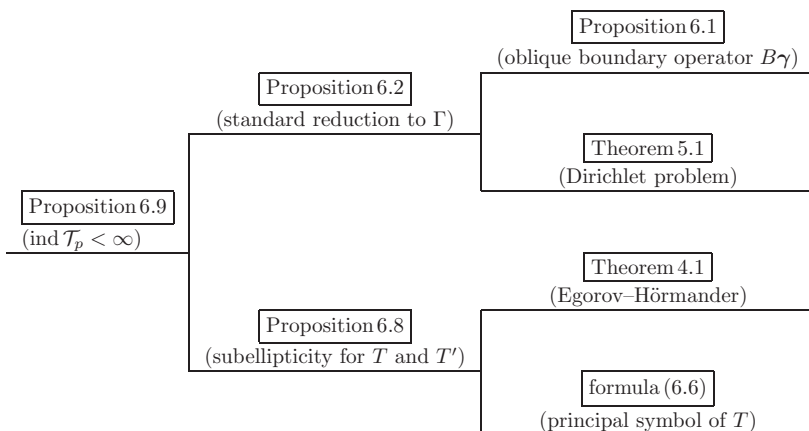 Proposition 6.1
(oblique boundary operator Bγ)
Proposition 6.2
(standard reduction to Γ)
Theorem 5.1
(Dirichlet problem)
Proposition 6.9
(ind 𝒯ₚ < ∞)
Theorem 4.1
(Egorov–Hörmander)
Proposition 6.8
(subellipticity for T and T′)
formula (6.6)
(principal symbol of T)